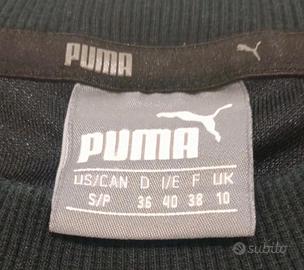 PUMA
PUMA
US/CAN D I/E F UK
S/P 36 40 38 10
subito